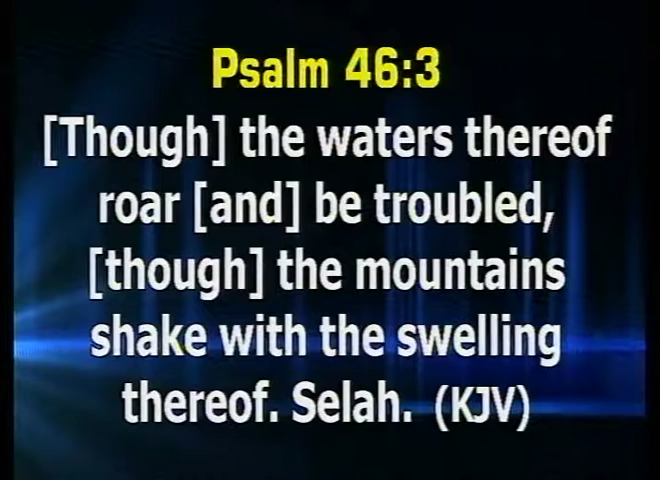 Psalm 46:3
[Though] the waters thereof
roar [and] be troubled,
[though] the mountains
shake with the swelling
thereof. Selah. (KJV)